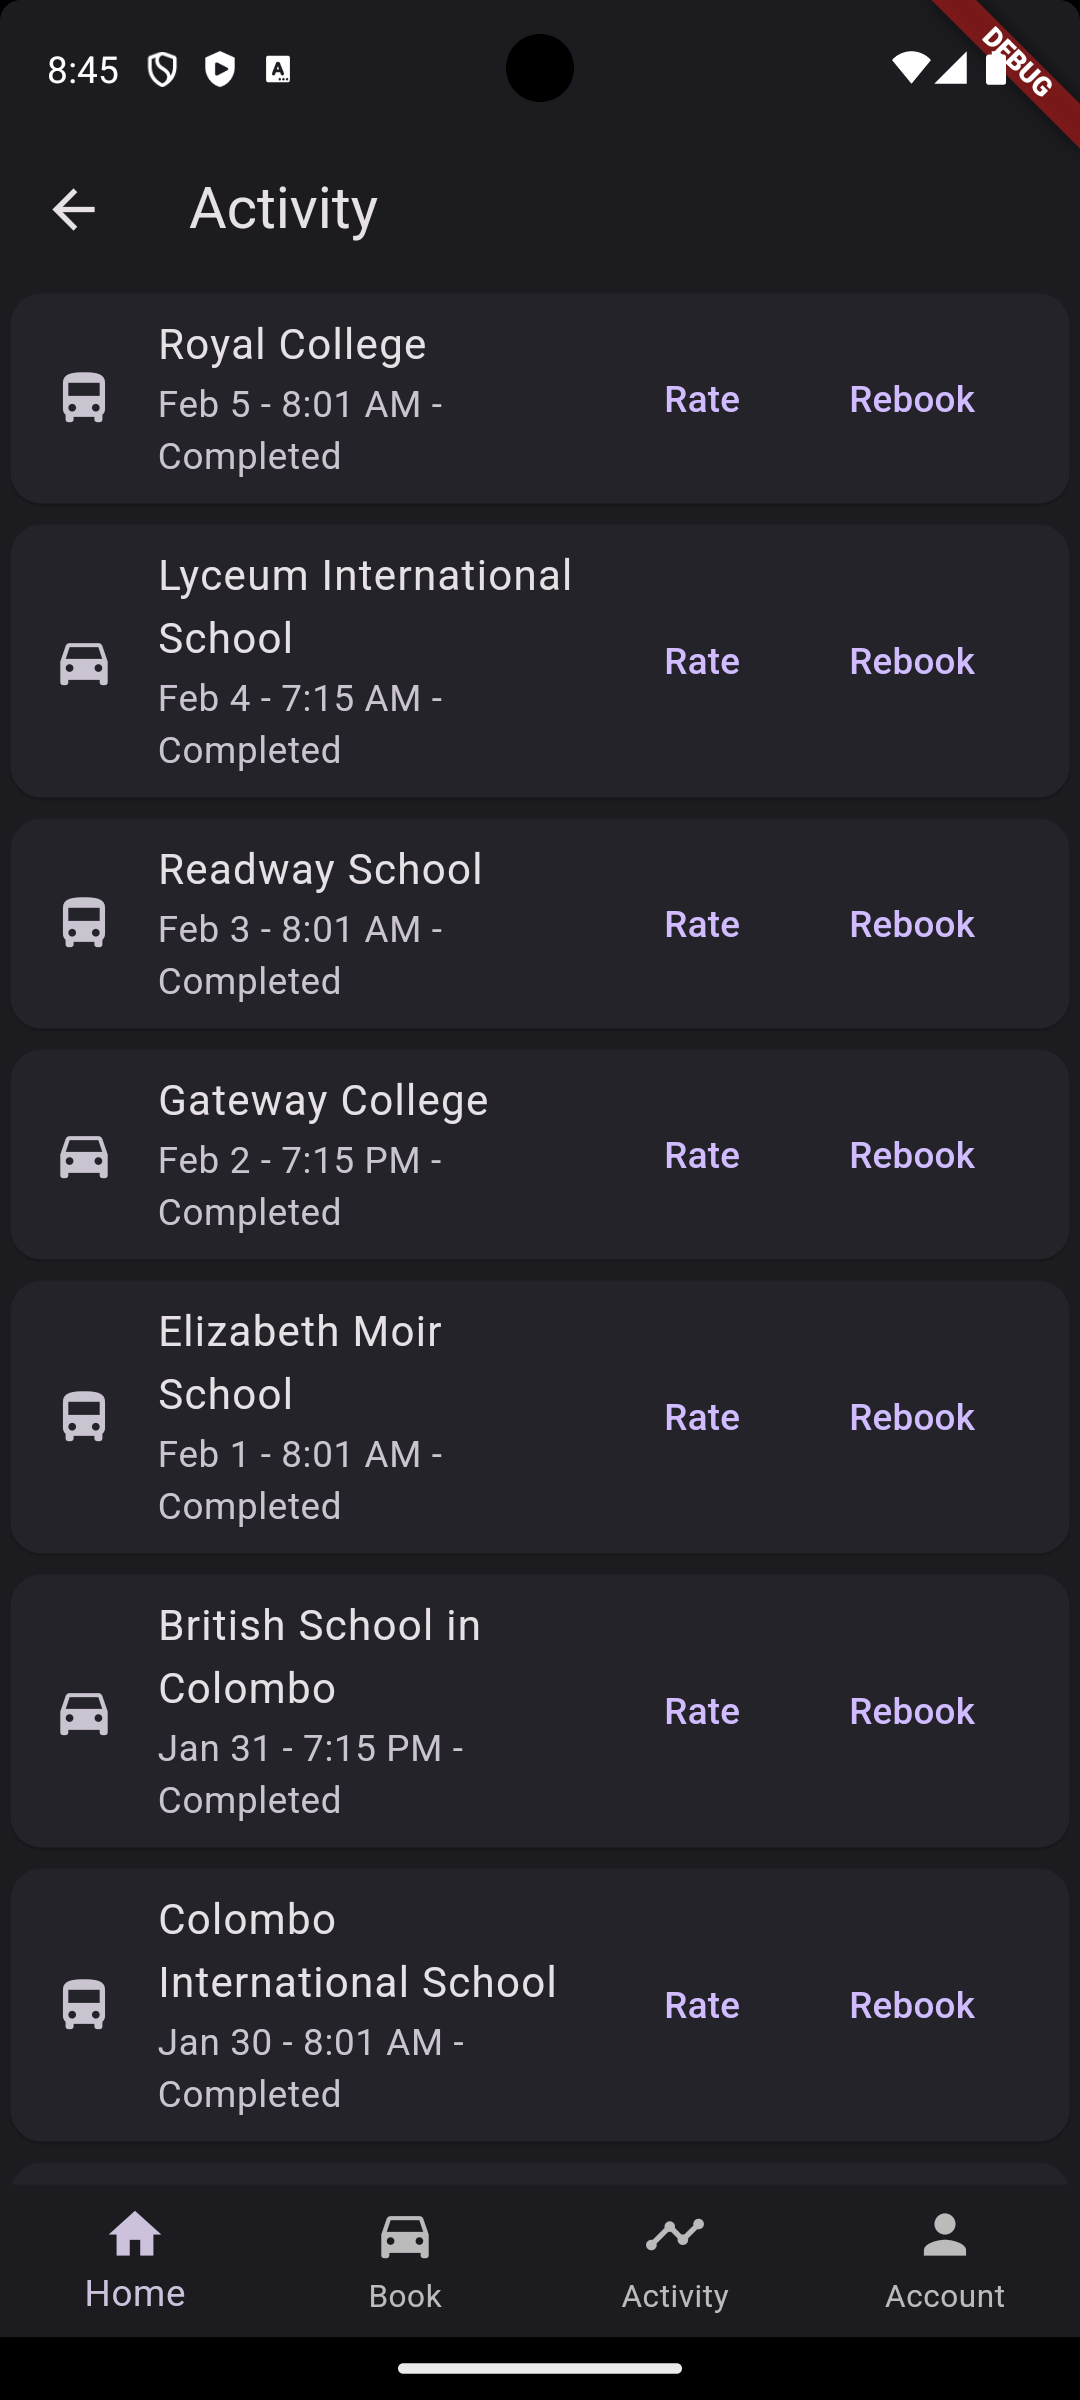 8:45
DEBUG
Activity
Royal College
Feb 5 - 8:01 AM -
Completed
Rate
Rebook
Lyceum International
School
Feb 4 - 7:15 AM -
Completed
Rate
Rebook
Readway School
Feb 3 - 8:01 AM -
Completed
Rate
Rebook
Gateway College
Feb 2 - 7:15 PM -
Completed
Rate
Rebook
Elizabeth Moir
School
Feb 1 - 8:01 AM -
Completed
Rate
Rebook
British School in
Colombo
Jan 31 - 7:15 PM -
Completed
Rate
Rebook
Colombo
International School
Jan 30 - 8:01 AM -
Completed
Rate
Rebook
Home
Book
Activity
Account